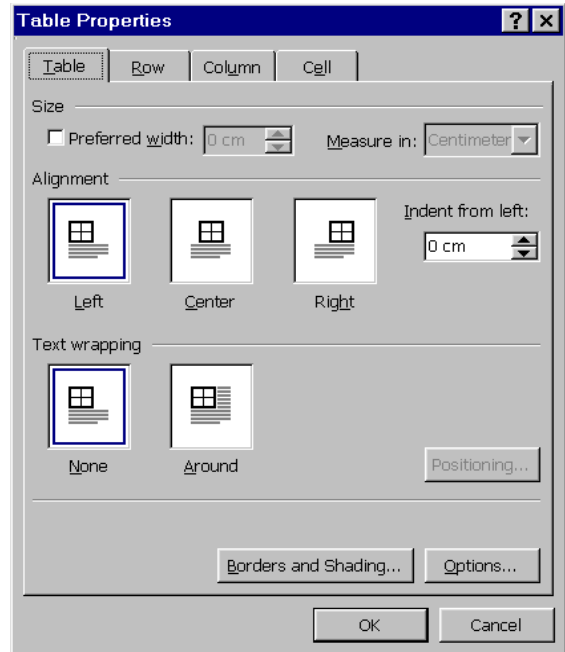 Table Properties
Table Row Column Cell
Size
Preferred width: 0 cm Measure in: Centimeter
Alignment
Indent from left:
0 cm
Left Center Right
Text wrapping
None Around Positioning...
Borders and Shading... Options...
OK Cancel